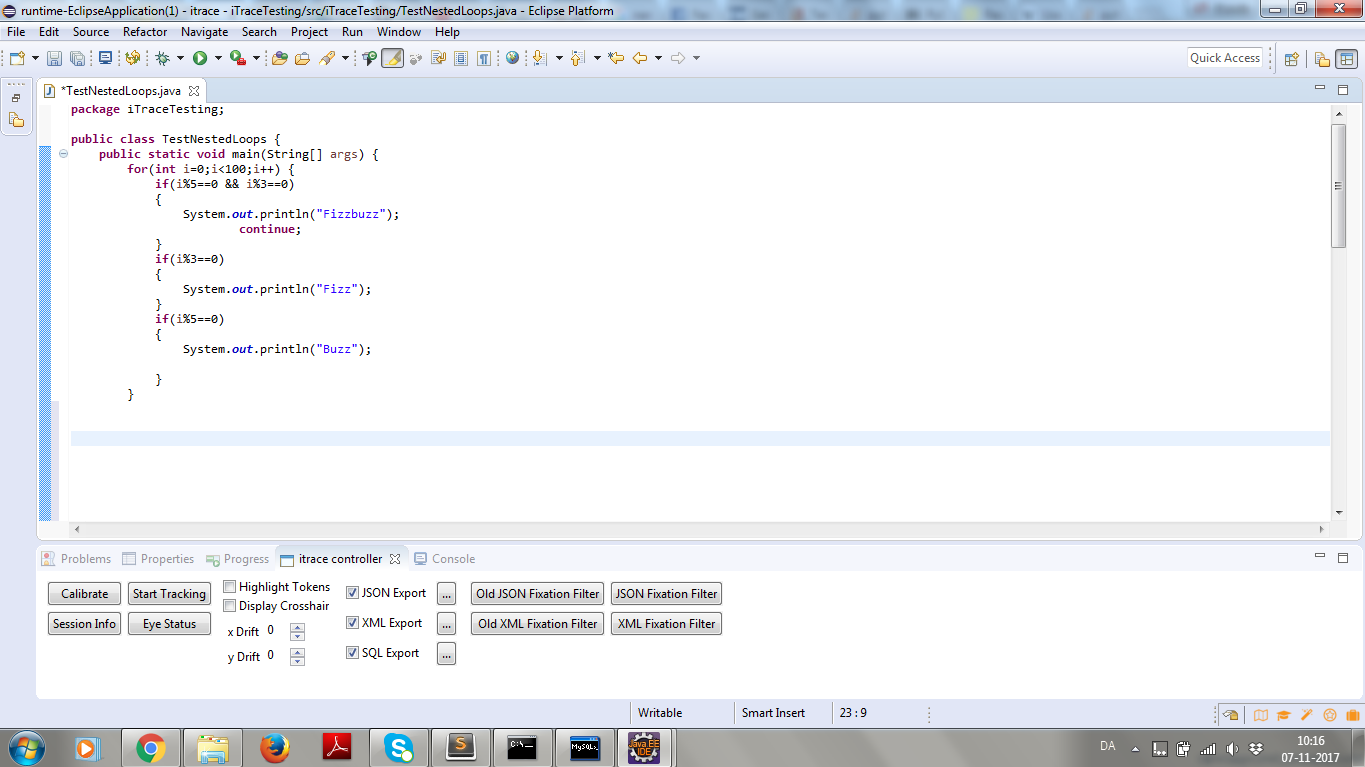 runtime-EclipseApplication(1) - itrace - iTraceTesting/src/iTraceTesting/TestNestedLoops.java - Eclipse Platform
File Edit Source Refactor Navigate Search Project Run Window Help
Quick Access
*TestNestedLoops.java
package iTraceTesting;
public class TestNestedLoops {
public static void main(String[] args) {
for(int i=0;i<100;i++) {
if(i%5==0 && i%3==0)
{
System.out.println("Fizzbuzz");
continue;
}
if(i%3==0)
{
System.out.println("Fizz");
}
if(i%5==0)
{
System.out.println("Buzz");
}
}
Problems Properties Progress itrace controller Console
Calibrate Start Tracking Highlight Tokens JSON Export ... Old JSON Fixation Filter JSON Fixation Filter
Display Crosshair
Session Info Eye Status XML Export ... Old XML Fixation Filter XML Fixation Filter
x Drift 0
y Drift 0 SQL Export ...
Writable Smart Insert 23 : 9
DA 10:16
07-11-2017
C:\_
MySQL>
Java EE
IDE